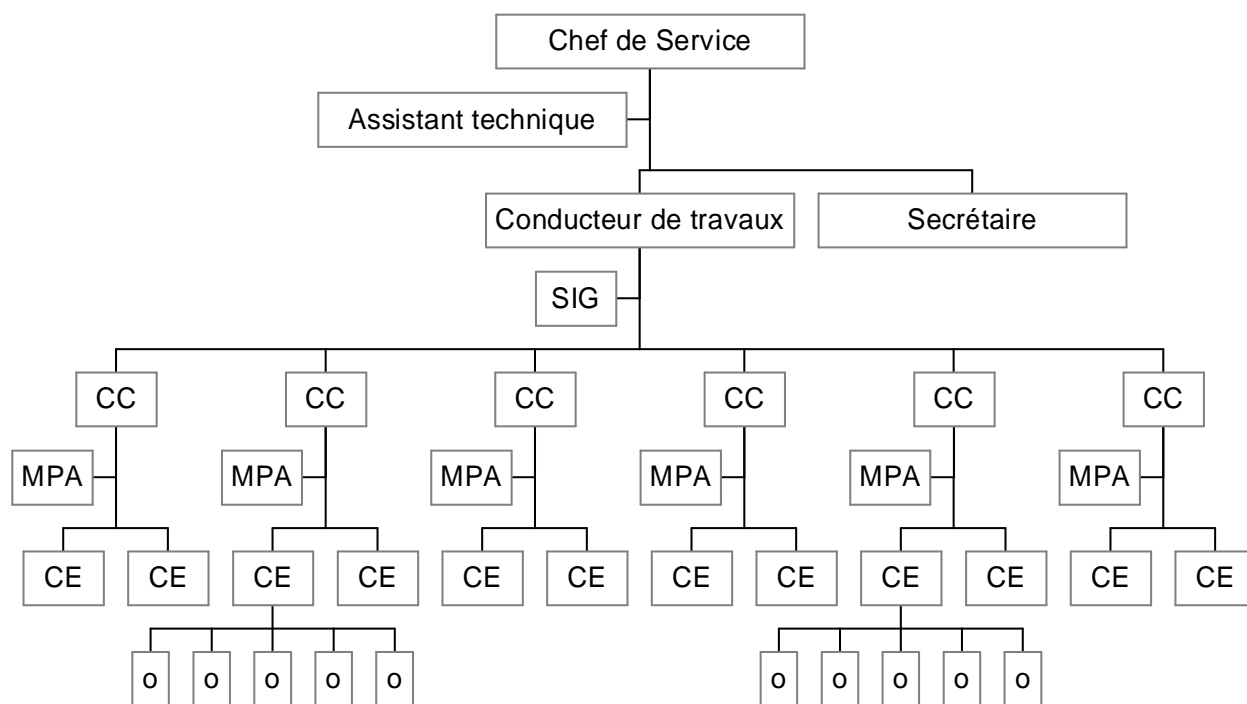 Chef de Service
Assistant technique
Conducteur de travaux
Secrétaire
SIG
CC
CC
CC
CC
CC
CC
MPA
MPA
MPA
MPA
MPA
MPA
CE
CE
CE
CE
CE
CE
CE
CE
CE
CE
CE
CE
o
o
o
o
o
o
o
o
o
o